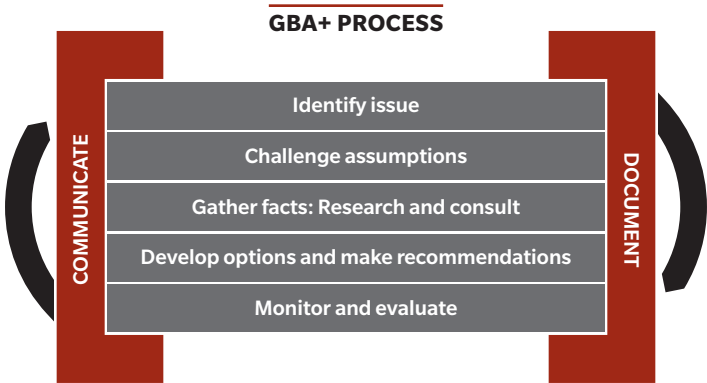 GBA+ PROCESS
COMMUNICATE
Identify issue
Challenge assumptions
Gather facts: Research and consult
Develop options and make recommendations
Monitor and evaluate
DOCUMENT